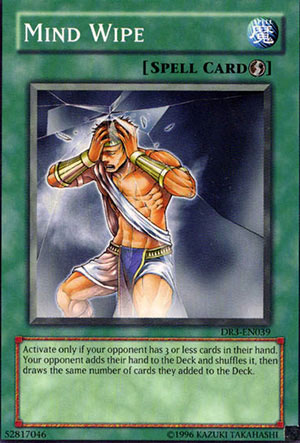 MIND WIPE
魔
[SPELL CARD]
DR3-EN039
Activate only if your opponent has 3 or less cards in their hand.
Your opponent adds their hand to the Deck and shuffles it, then
draws the same number of cards they added to the Deck.
52817046
©1996 KAZUKI TAKAHASHI